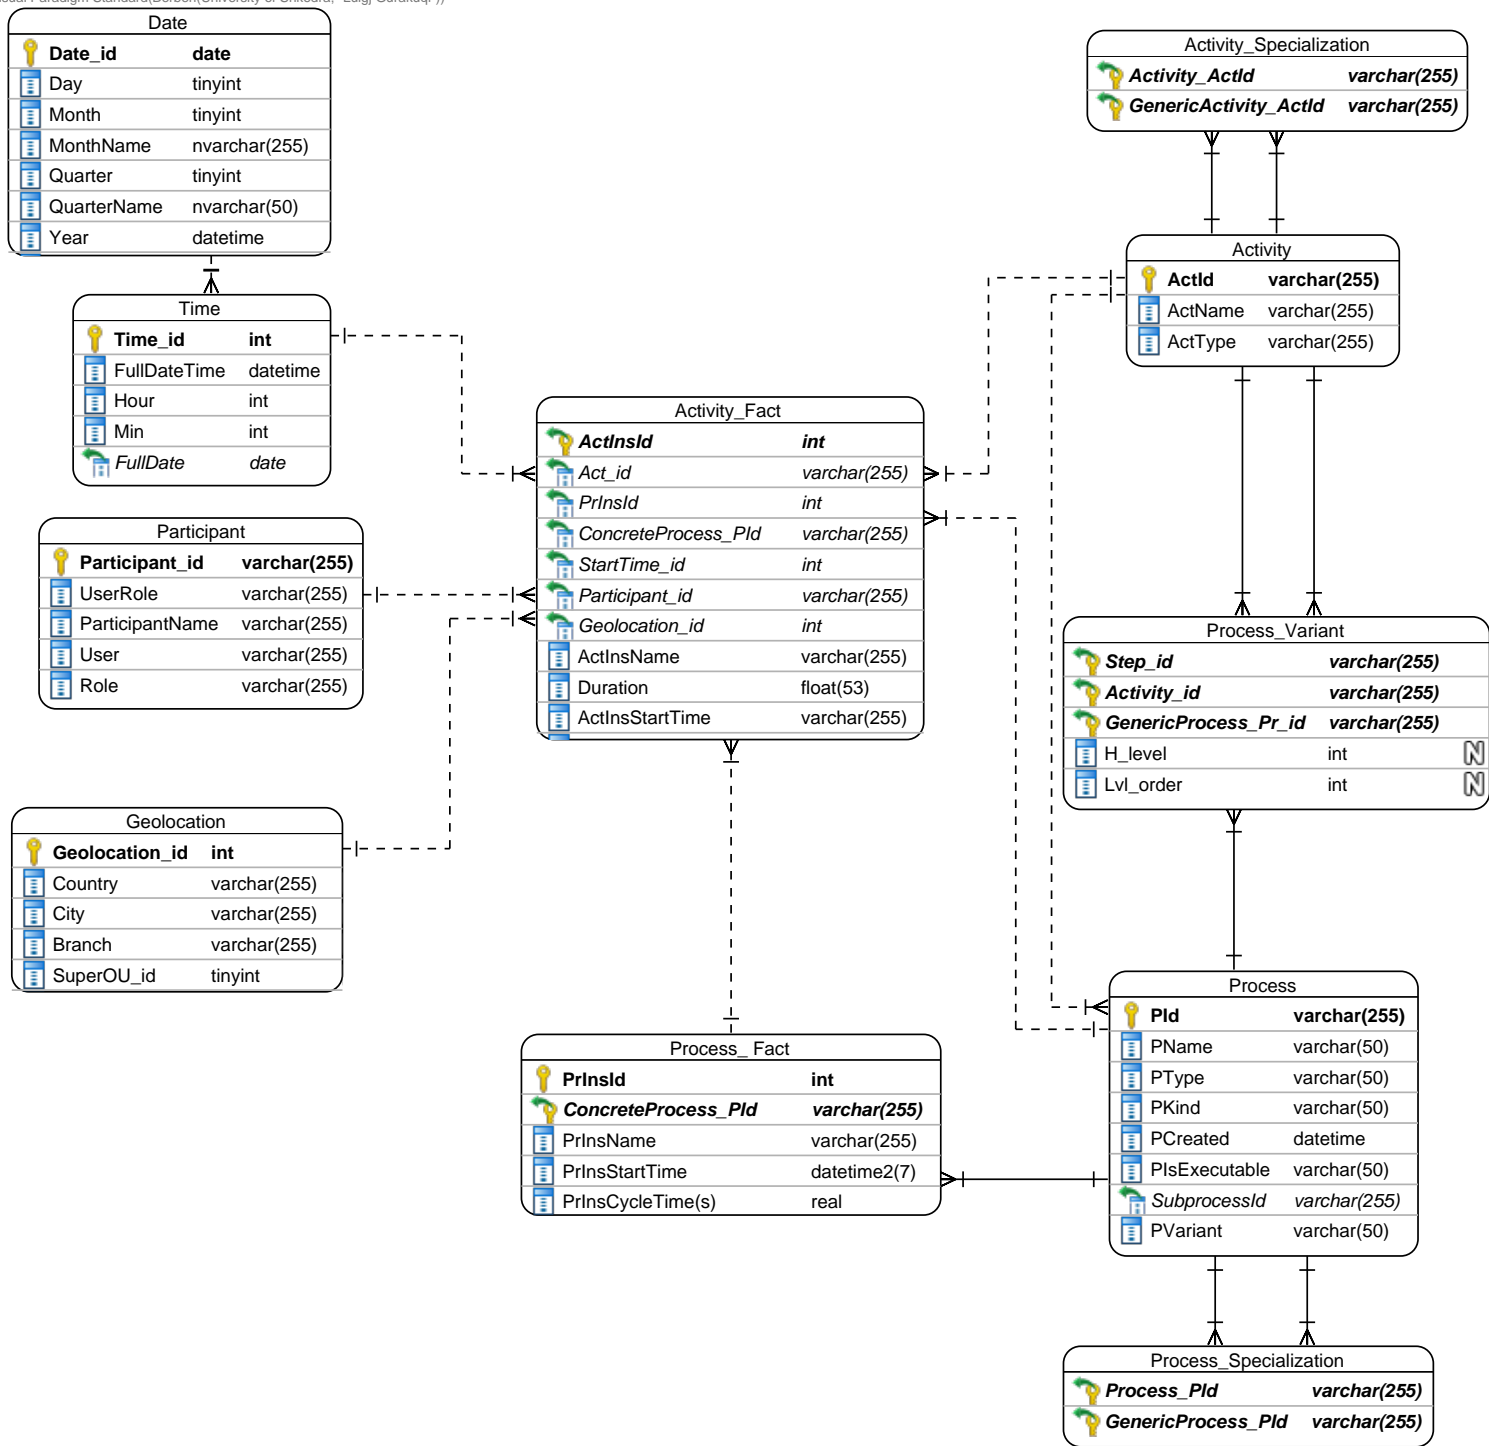 Date
Date_id date
Day tinyint
Month tinyint
MonthName nvarchar(255)
Quarter tinyint
QuarterName nvarchar(50)
Year datetime
Time
Time_id int
FullDateTime datetime
Hour int
Min int
FullDate date
Participant
Participant_id varchar(255)
UserRole varchar(255)
ParticipantName varchar(255)
User varchar(255)
Role varchar(255)
Geolocation
Geolocation_id int
Country varchar(255)
City varchar(255)
Branch varchar(255)
SuperOU_id tinyint
Activity_Fact
ActInsId int
Act_id varchar(255)
PrInsId int
ConcreteProcess_PId varchar(255)
StartTime_id int
Participant_id varchar(255)
Geolocation_id int
ActInsName varchar(255)
Duration float(53)
ActInsStartTime varchar(255)
Process_ Fact
PrInsId int
ConcreteProcess_PId varchar(255)
PrInsName varchar(255)
PrInsStartTime datetime2(7)
PrInsCycleTime(s) real
Activity_Specialization
Activity_ActId varchar(255)
GenericActivity_ActId varchar(255)
Activity
ActId varchar(255)
ActName varchar(255)
ActType varchar(255)
Process_Variant
Step_id varchar(255)
Activity_id varchar(255)
GenericProcess_Pr_id varchar(255)
H_level int N
Lvl_order int N
Process
PId varchar(255)
PName varchar(50)
PType varchar(50)
PKind varchar(50)
PCreated datetime
PIsExecutable varchar(50)
SubprocessId varchar(255)
PVariant varchar(50)
Process_Specialization
Process_PId varchar(255)
GenericProcess_PId varchar(255)